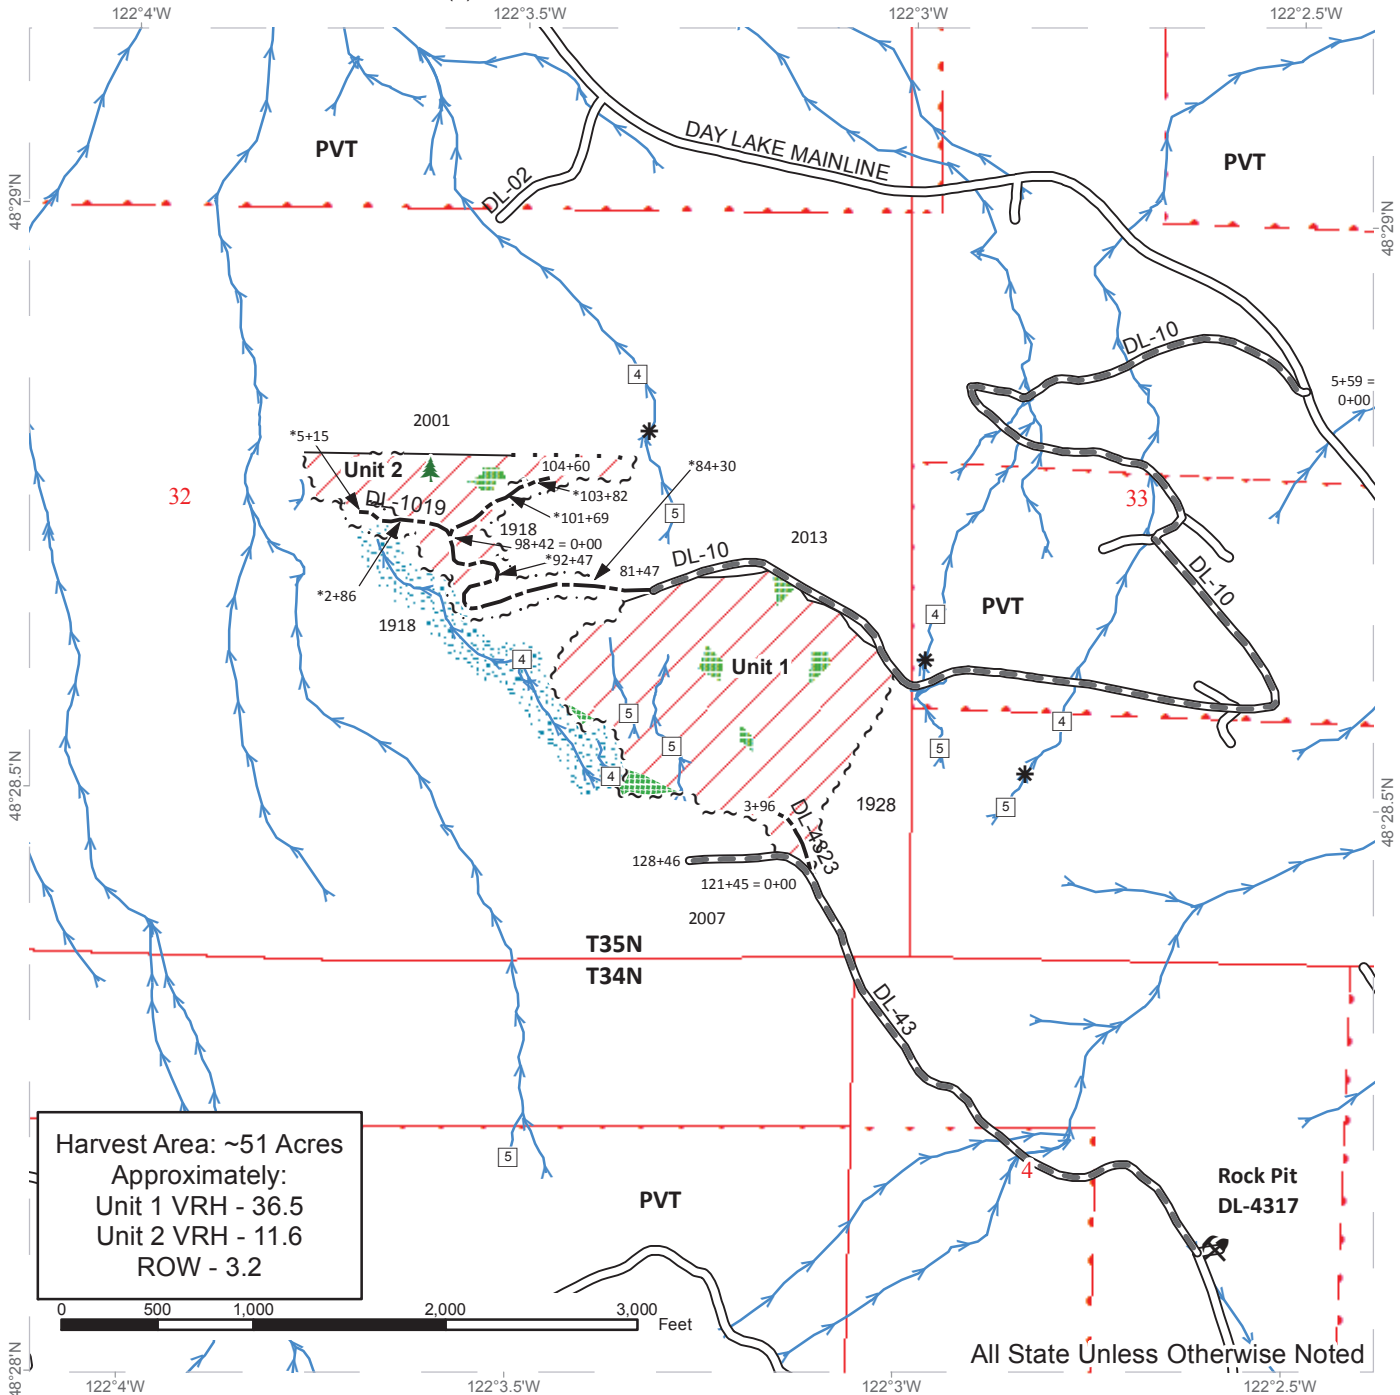 122°4'W
122°3.5'W
122°3'W
122°2.5'W
PVT
DAY LAKE MAINLINE
PVT
DL-02
48°29'N
48°29'N
DL-10
4
5+59 =
0+00
2001
*5+15
Unit 2
104+60
*84+30
*103+82
32
DL-1019
33
*101+69
5
1918
98+42 = 0+00
2013
*92+47
DL-10
81+47
DL-10
*2+86
PVT
4
1918
4
Unit 1
5
4
5
5
4
48°28.5'N
48°28.5'N
3+96
1928
5
DL-4323
128+46
121+45 = 0+00
2007
T35N
T34N
DL-43
Harvest Area: ~51 Acres
Approximately:
Unit 1 VRH - 36.5
Unit 2 VRH - 11.6
ROW - 3.2
5
4
PVT
Rock Pit
DL-4317
0
500
1,000
2,000
3,000
Feet
All State Unless Otherwise Noted
48°28'N
48°28'N
122°4'W
122°3.5'W
122°3'W
122°2.5'W